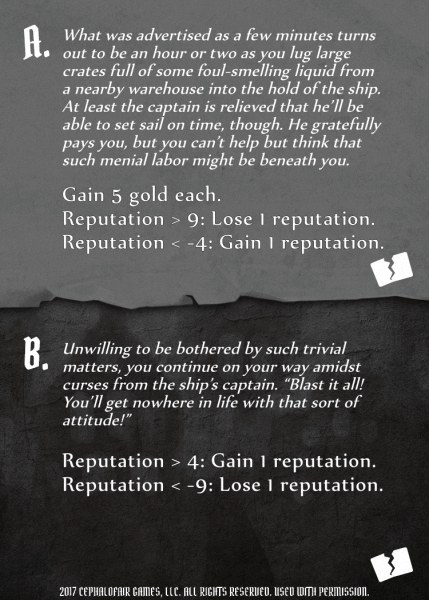 A. What was advertised as a few minutes turns
out to be an hour or two as you lug large
crates full of some foul-smelling liquid from
a nearby warehouse into the hold of the ship.
At least the captain is relieved that he'll be
able to set sail on time, though. He gratefully
pays you, but you can't help but think that
such menial labor might be beneath you.
Gain 5 gold each.
Reputation > 9: Lose 1 reputation.
Reputation < -4: Gain 1 reputation.
B. Unwilling to be bothered by such trivial
matters, you continue on your way amidst
curses from the ship's captain. “Blast it all!
You'll get nowhere in life with that sort of
attitude!”
Reputation > 4: Gain 1 reputation.
Reputation < -9: Lose 1 reputation.
2017 CEPHALOFAIR GAMES, LLC. ALL RIGHTS RESERVED. USED WITH PERMISSION.